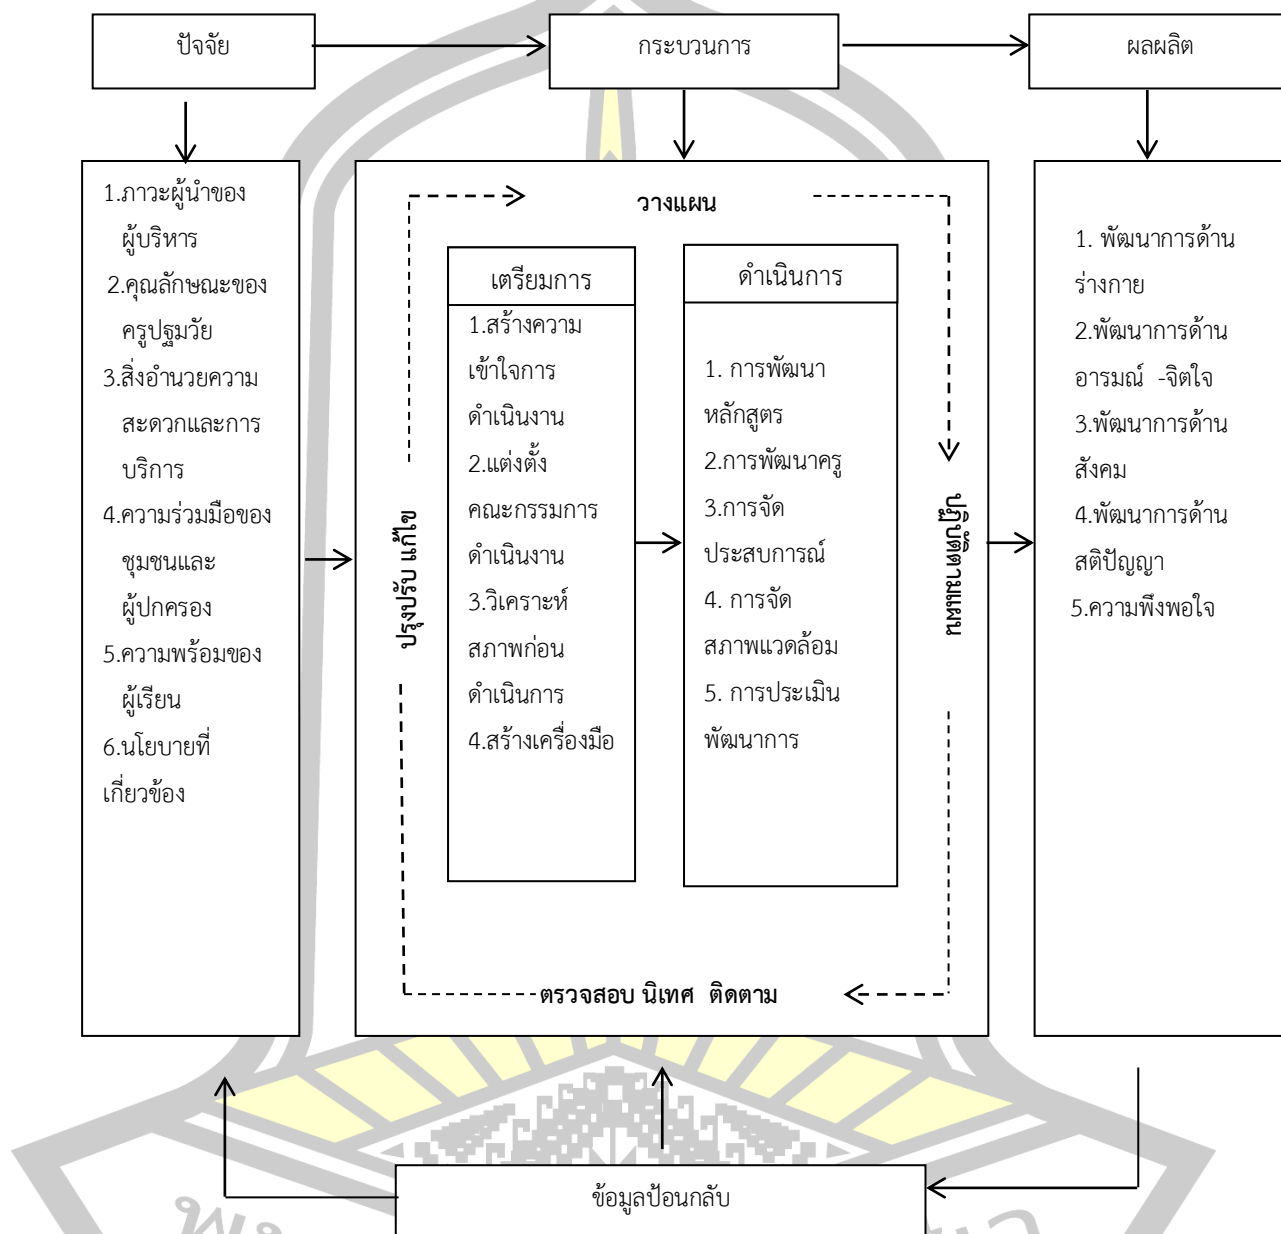 ปัจจัย
กระบวนการ
ผลผลิต
1.ภาวะผู้นำของ
ผู้บริหาร
2.คุณลักษณะของ
ครูปฐมวัย
3.สิ่งอำนวยความ
สะดวกและการ
บริการ
4.ความร่วมมือของ
ชุมชนและ
ผู้ปกครอง
5.ความพร้อมของ
ผู้เรียน
6.นโยบายที่
เกี่ยวข้อง
วางแผน
ปรุงปรับ แก้ไข
เตรียมการ
1.สร้างความ
เข้าใจการ
ดำเนินงาน
2.แต่งตั้ง
คณะกรรมการ
ดำเนินงาน
3.วิเคราะห์
สภาพก่อน
ดำเนินการ
4.สร้างเครื่องมือ
ดำเนินการ
1. การพัฒนา
หลักสูตร
2.การพัฒนาครู
3.การจัด
ประสบการณ์
4. การจัด
สภาพแวดล้อม
5. การประเมิน
พัฒนาการ
ปฏิบัติตามแผน
ตรวจสอบ นิเทศ ติดตาม
1. พัฒนาการด้าน
ร่างกาย
2.พัฒนาการด้าน
อารมณ์ -จิตใจ
3.พัฒนาการด้าน
สังคม
4.พัฒนาการด้าน
สติปัญญา
5.ความพึงพอใจ
ข้อมูลป้อนกลับ